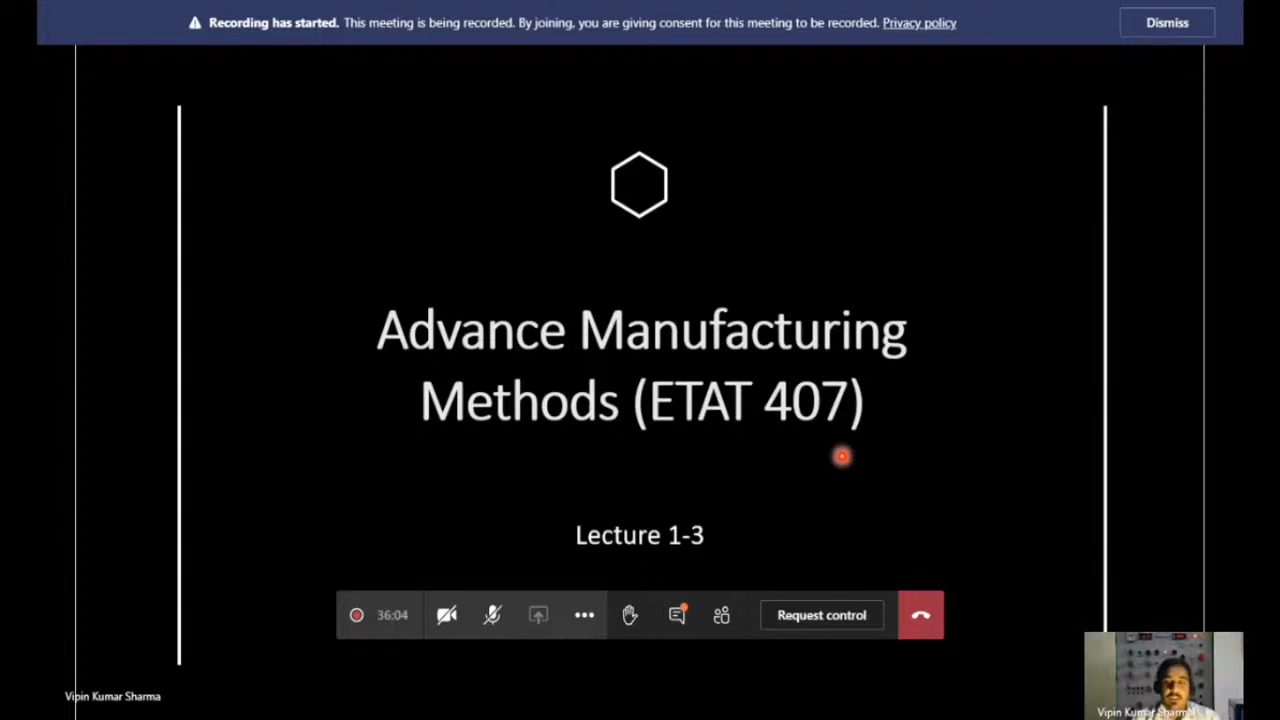 Recording has started. This meeting is being recorded. By joining, you are giving consent for this meeting to be recorded. Privacy policy
Dismiss
Advance Manufacturing
Methods (ETAT 407)
Lecture 1-3
36:04
Request control
Vipin Kumar Sharma
Vipin Kumar Sharma